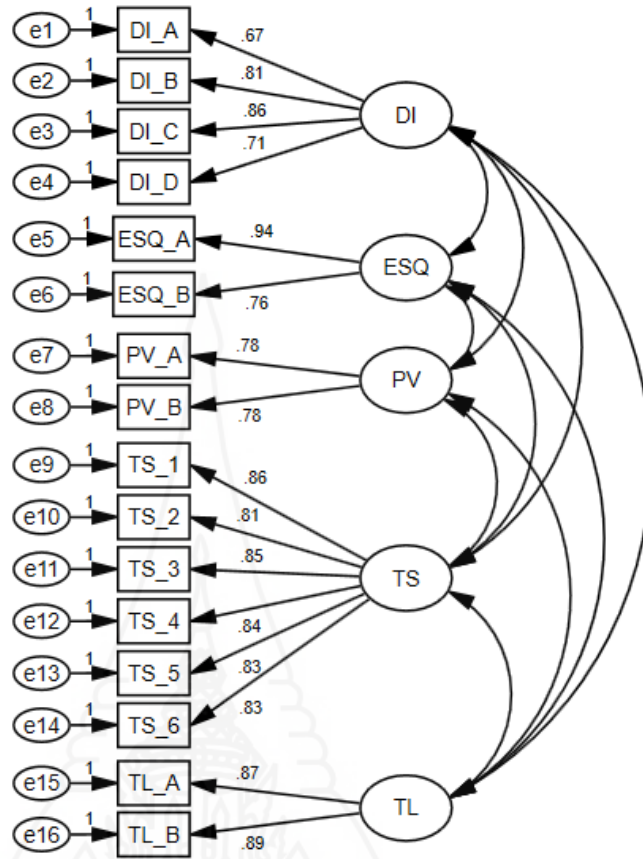 e1 1 DI_A .67
e2 1 DI_B .81
DI
e3 1 DI_C .86
e4 1 DI_D .71
e5 1 ESQ_A .94
ESQ
e6 1 ESQ_B .76
e7 1 PV_A .78
PV
e8 1 PV_B .78
e9 1 TS_1 .86
e10 1 TS_2 .81
e11 1 TS_3 .85
TS
e12 1 TS_4 .84
e13 1 TS_5 .83
e14 1 TS_6 .83
e15 1 TL_A .87
TL
e16 1 TL_B .89